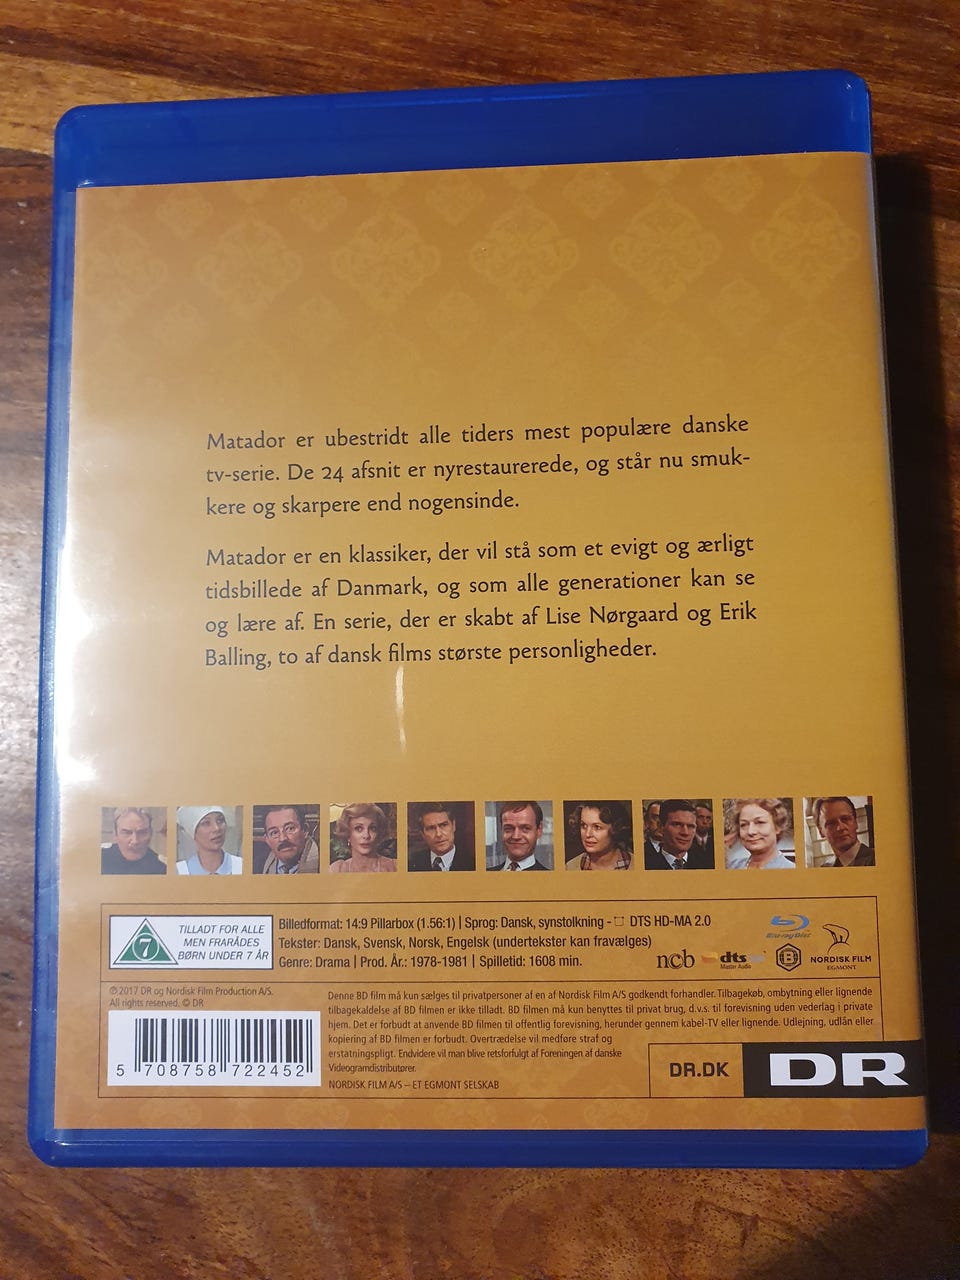 Matador er ubestridt alle tiders mest populære danske
tv-serie. De 24 afsnit er nyrestaurerede, og står nu smuk-
kere og skarpere end nogensinde.
Matador er en klassiker, der vil stå som et evigt og ærligt
tidsbillede af Danmark, og som alle generationer kan se
og lære af. En serie, der er skabt af Lise Nørgaard og Erik
Balling, to af dansk films største personligheder.
7
TILLADT FOR ALLE
MEN FRARÅDES
BØRN UNDER 7 ÅR
Billedformat: 14:9 Pillarbox (1.56:1) | Sprog: Dansk, synstolkning - DTS HD-MA 2.0
Tekster: Dansk, Svensk, Norsk, Engelsk (undertekster kan fravælges)
Genre: Drama | Prod. År.: 1978-1981 | Spilletid: 1608 min.
Blu-ray Disc
ncb
dts
Master Audio
B
NORDISK FILM
EGMONT
℗ 2017 DR og Nordisk Film Production A/S.
All rights reserved. © DR
5 708758 722452
Denne BD film må kun sælges til privatpersoner af en af Nordisk Film A/S godkendt forhandler. Tilbagekøb, ombytning eller lignende
tilbagekaldelse af BD filmen er ikke tilladt. BD filmen må kun benyttes til privat brug, d.v.s. til forevisning uden vederlag i private
hjem. Det er forbudt at anvende BD filmen til offentlig forevisning, herunder gennem kabel-TV eller lignende. Udlejning, udlån eller
kopiering af BD filmen er forbudt. Overtrædelse vil medføre straf og
erstatningspligt. Endvidere vil man blive retsforfulgt af Foreningen af danske
Videogramdistributører.
NORDISK FILM A/S – ET EGMONT SELSKAB
DR.DK
DR